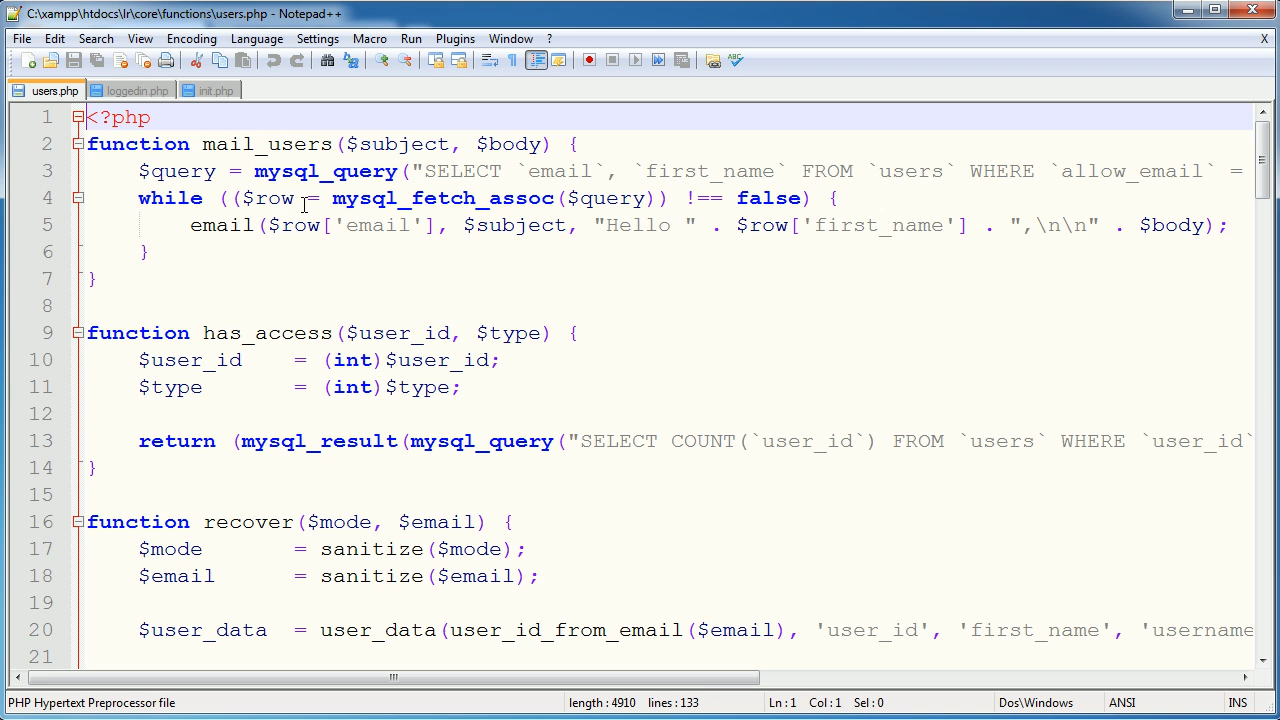 C:\xampp\htdocs\lr\core\functions\users.php - Notepad++
File Edit Search View Encoding Language Settings Macro Run Plugins Window ? X
users.php loggedin.php init.php
1 <?php
2 function mail_users($subject, $body) {
3 $query = mysql_query("SELECT `email`, `first_name` FROM `users` WHERE `allow_email` =
4 while (($row = mysql_fetch_assoc($query)) !== false) {
5 email($row['email'], $subject, "Hello " . $row['first_name'] . ",\n\n" . $body);
6 }
7 }
8
9 function has_access($user_id, $type) {
10 $user_id = (int)$user_id;
11 $type = (int)$type;
12
13 return (mysql_result(mysql_query("SELECT COUNT(`user_id`) FROM `users` WHERE `user_id`
14 }
15
16 function recover($mode, $email) {
17 $mode = sanitize($mode);
18 $email = sanitize($email);
19
20 $user_data = user_data(user_id_from_email($email), 'user_id', 'first_name', 'username
21
PHP Hypertext Preprocessor file length : 4910 lines : 133 Ln : 1 Col : 1 Sel : 0 Dos\Windows ANSI INS